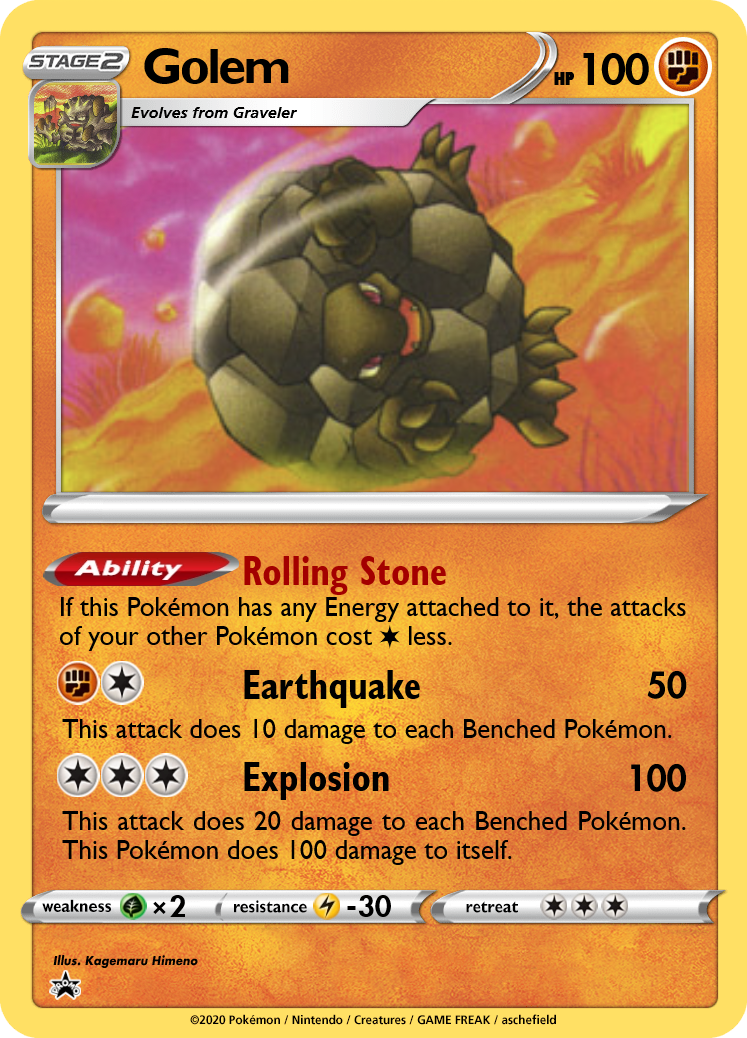 STAGE2 Golem HP 100
Evolves from Graveler
Ability Rolling Stone
If this Pokémon has any Energy attached to it, the attacks
of your other Pokémon cost less.
Earthquake 50
This attack does 10 damage to each Benched Pokémon.
Explosion 100
This attack does 20 damage to each Benched Pokémon.
This Pokémon does 100 damage to itself.
weakness ×2 resistance -30 retreat
Illus. Kagemaru Himeno
PROMO
©2020 Pokémon / Nintendo / Creatures / GAME FREAK / aschefield